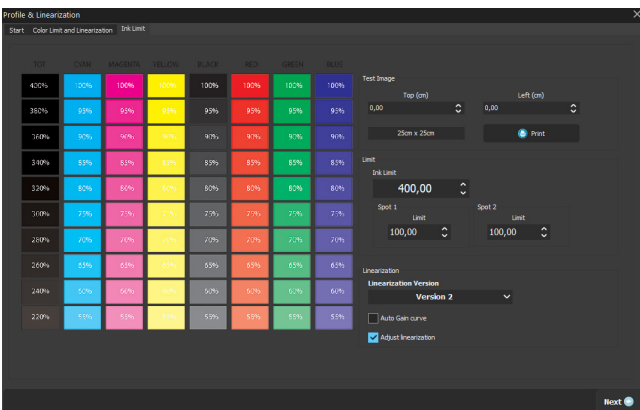 Profile & Linearization
Start Color Limit and Linearization Ink Limit
TOT CYAN MAGENTA YELLOW BLACK RED GREEN BLUE
400% 100% 100% 100% 100% 100% 100% 100%
380% 95% 95% 95% 95% 95% 95% 95%
360% 90% 90% 90% 90% 90% 90% 90%
340% 85% 85% 85% 85% 85% 85% 85%
320% 80% 80% 80% 80% 80% 80% 80%
300% 75% 75% 75% 75% 75% 75% 75%
280% 70% 70% 70% 70% 70% 70% 70%
260% 65% 65% 65% 65% 65% 65% 65%
240% 60% 60% 60% 60% 60% 60% 60%
220% 55% 55% 55% 55% 55% 55% 55%
Test Image
Top (cm) Left (cm)
0,00 0,00
25cm x 25cm Print
Limit
Ink Limit
400,00
Spot 1 Spot 2
Limit Limit
100,00 100,00
Linearization
Linearization Version
Version 2
Auto Gain curve
Adjust linearization
Next